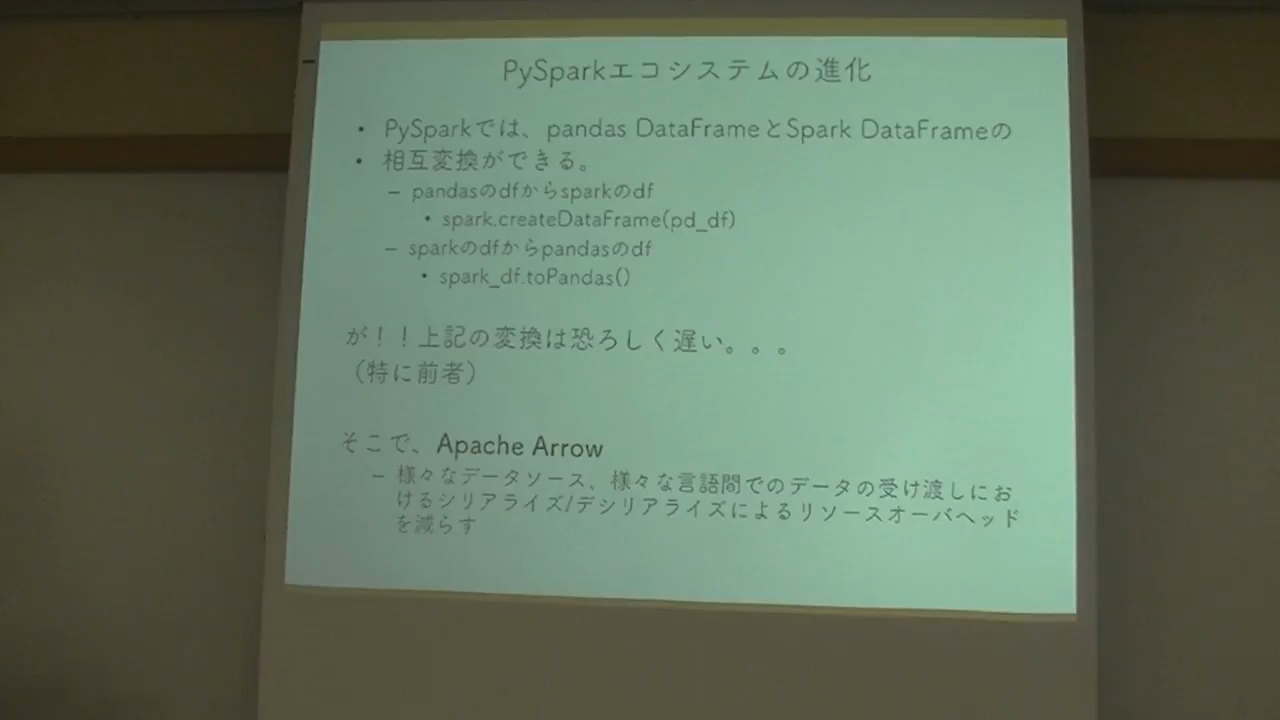 PySparkエコシステムの進化
• PySparkでは、pandas DataFrameとSpark DataFrameの
• 相互変換ができる。
– pandasのdfからsparkのdf
• spark.createDataFrame(pd_df)
– sparkのdfからpandasのdf
• spark_df.toPandas()
が！！上記の変換は恐ろしく遅い。。。
（特に前者）
そこで、Apache Arrow
– 様々なデータソース、様々な言語間でのデータの受け渡しにお
けるシリアライズ/デシリアライズによるリソースオーバヘッド
を減らす